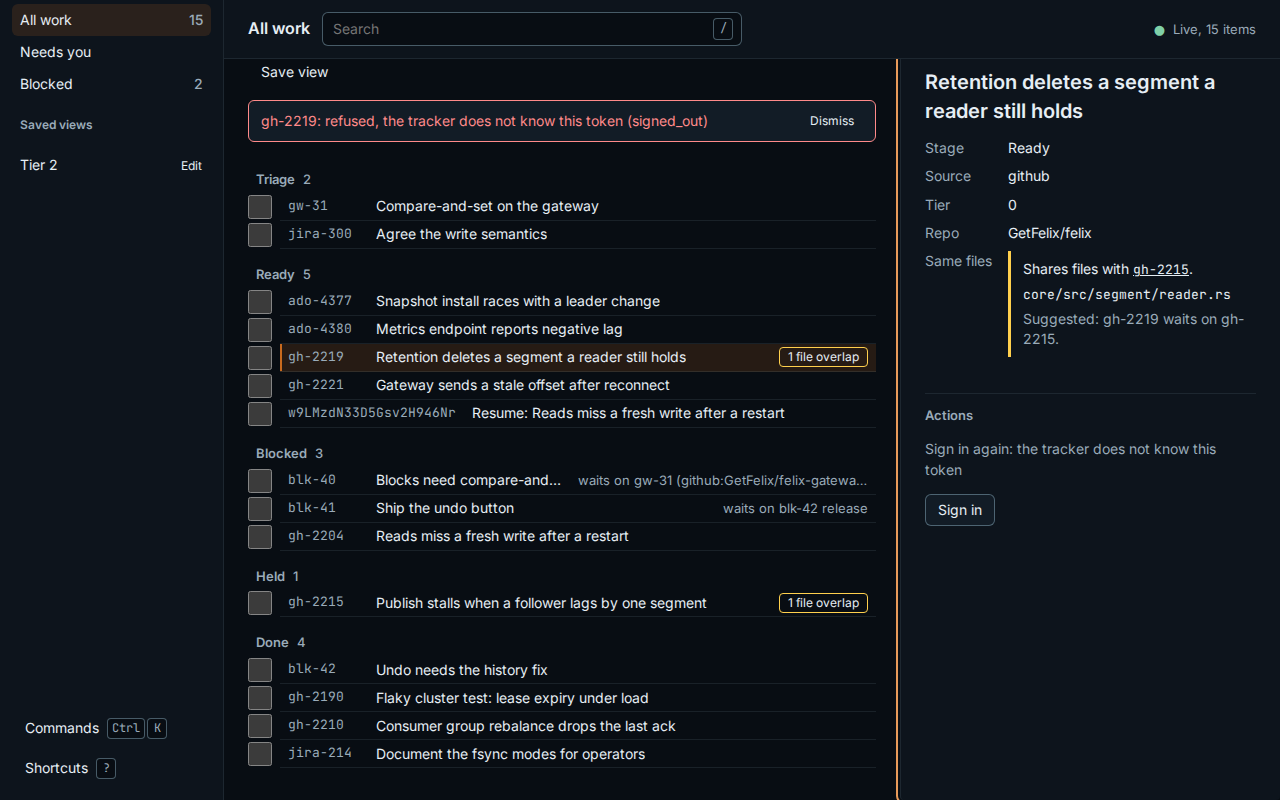 All work 15
Needs you
Blocked 2
Saved views
Tier 2 Edit
Commands Ctrl K
Shortcuts ?
All work Search /
Live, 15 items
Save view
gh-2219: refused, the tracker does not know this token (signed_out) Dismiss
Triage 2
gw-31 Compare-and-set on the gateway
jira-300 Agree the write semantics
Ready 5
ado-4377 Snapshot install races with a leader change
ado-4380 Metrics endpoint reports negative lag
gh-2219 Retention deletes a segment a reader still holds 1 file overlap
gh-2221 Gateway sends a stale offset after reconnect
w9LMzdN33D5Gsv2H946Nr Resume: Reads miss a fresh write after a restart
Blocked 3
blk-40 Blocks need compare-and... waits on gw-31 (github:GetFelix/felix-gatewa...
blk-41 Ship the undo button waits on blk-42 release
gh-2204 Reads miss a fresh write after a restart
Held 1
gh-2215 Publish stalls when a follower lags by one segment 1 file overlap
Done 4
blk-42 Undo needs the history fix
gh-2190 Flaky cluster test: lease expiry under load
gh-2210 Consumer group rebalance drops the last ack
jira-214 Document the fsync modes for operators
Retention deletes a segment a
reader still holds
Stage Ready
Source github
Tier 0
Repo GetFelix/felix
Same files Shares files with gh-2215.
core/src/segment/reader.rs
Suggested: gh-2219 waits on gh-
2215.
Actions
Sign in again: the tracker does not know this
token
Sign in